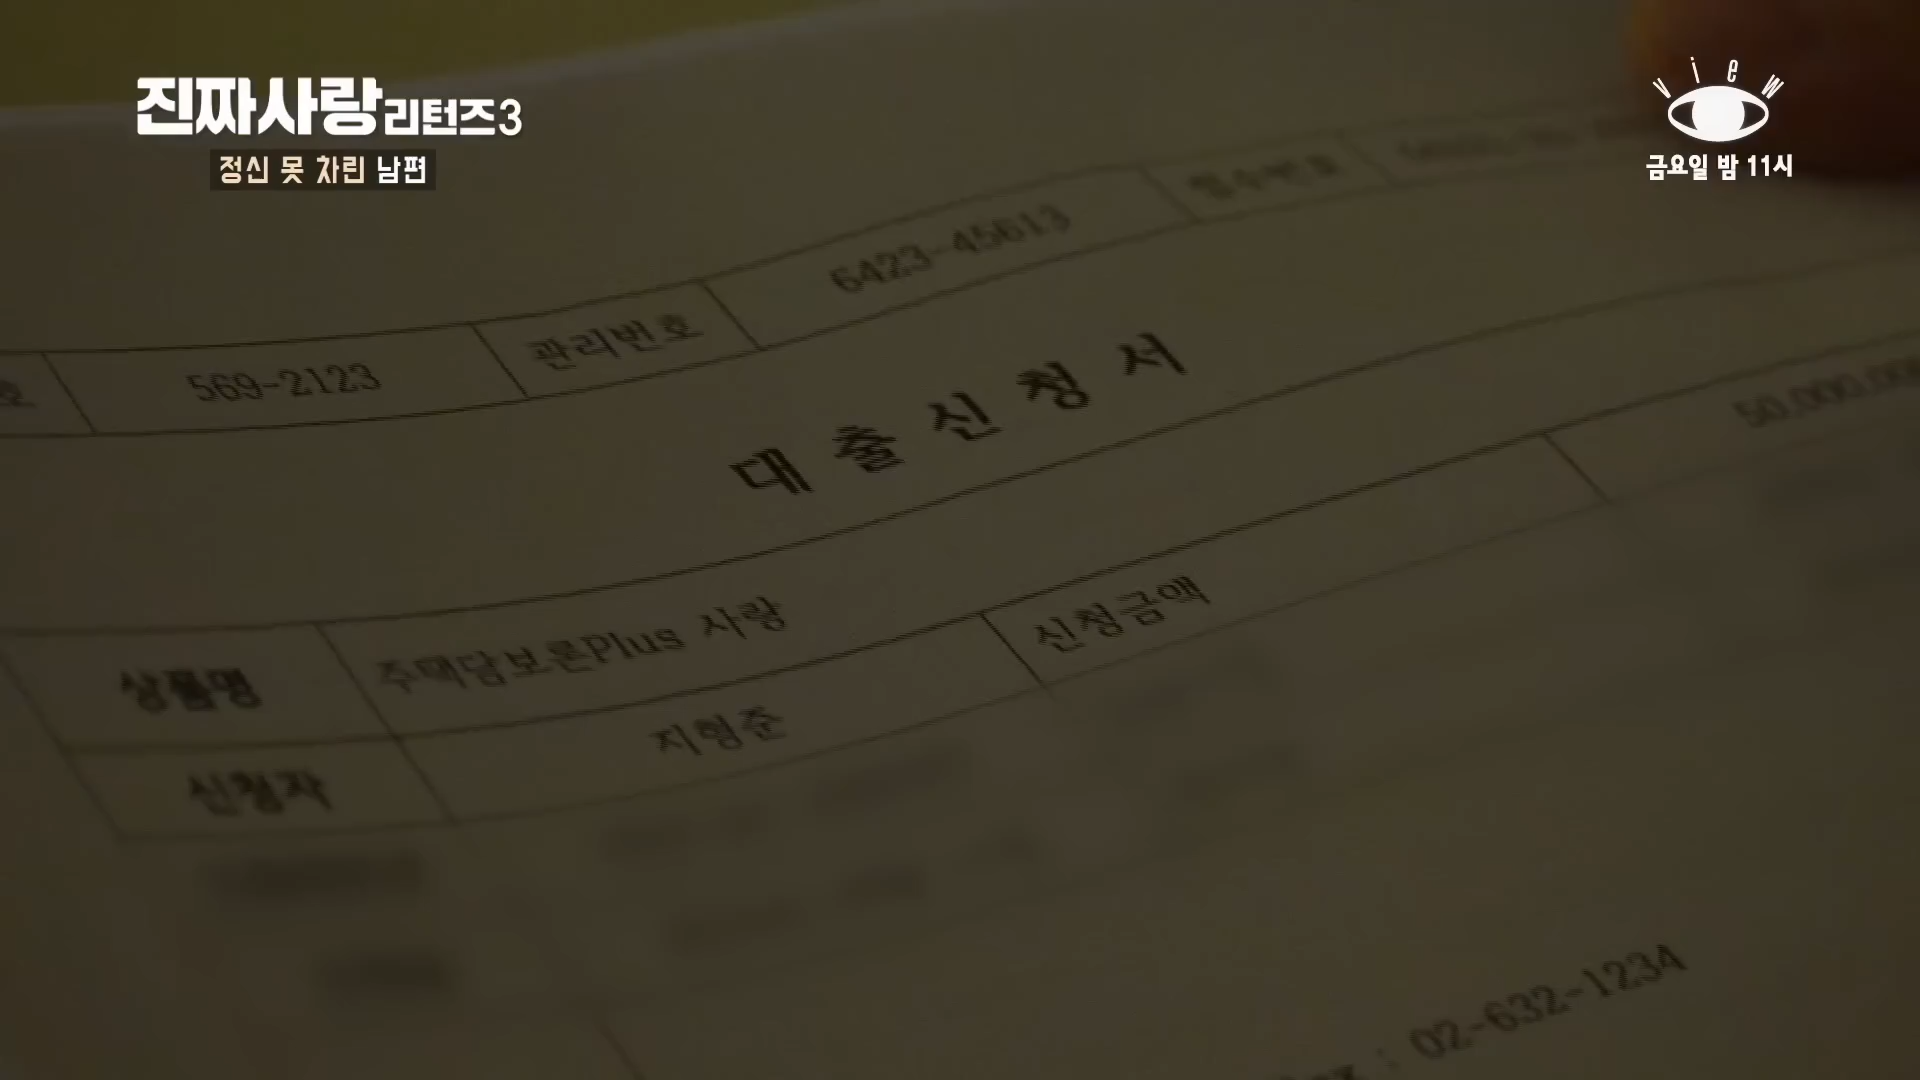 진짜사랑리턴즈3
정신 못 차린 남편
view
금요일 밤 11시
569-2123 관리번호 6423-45613
대출신청서
상품명 주택담보론Plus 사랑
신청자 지형준 신청금액
02-632-1234